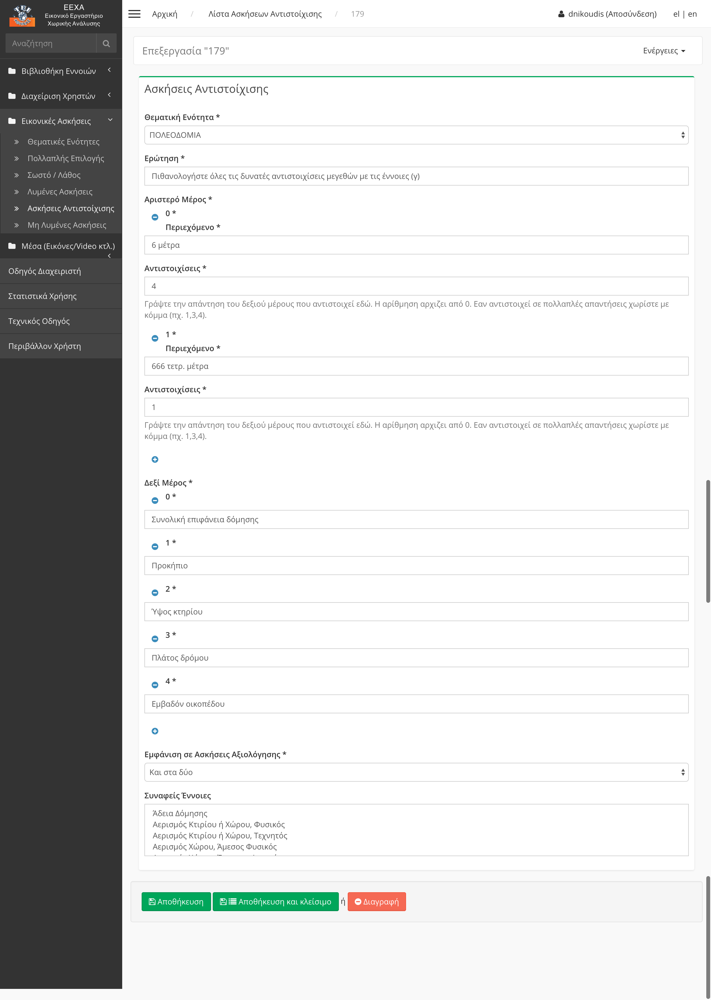 ΤΕΙ
ΑΘΗΝΑΣ
ΕΕΧΑ
Εικονικό Εργαστήριο
Χωρικής Ανάλυσης
Αναζήτηση
Βιβλιοθήκη Εννοιών
Διαχείριση Χρηστών
Εικονικές Ασκήσεις
Θεματικές Ενότητες
Πολλαπλής Επιλογής
Σωστό / Λάθος
Λυμένες Ασκήσεις
Ασκήσεις Αντιστοίχισης
Μη Λυμένες Ασκήσεις
Μέσα (Εικόνες/Video κτλ.)
Οδηγός Διαχειριστή
Στατιστικά Χρήσης
Τεχνικός Οδηγός
Περιβάλλον Χρήστη
Αρχική / Λίστα Ασκήσεων Αντιστοίχισης / 179
dnikoudis (Αποσύνδεση) el | en
Επεξεργασία "179"
Ενέργειες
Ασκήσεις Αντιστοίχισης
Θεματική Ενότητα *
ΠΟΛΕΟΔΟΜΙΑ
Ερώτηση *
Πιθανολογήστε όλες τις δυνατές αντιστοιχίσεις μεγεθών με τις έννοιες (γ)
Αριστερό Μέρος *
0 *
Περιεχόμενο *
6 μέτρα
Αντιστοιχίσεις *
4
Γράψτε την απάντηση του δεξιού μέρους που αντιστοιχεί εδώ. Η αρίθμηση αρχιζει από 0. Εαν αντιστοιχεί σε πολλαπλές απαντήσεις χωρίστε με
κόμμα (πχ. 1,3,4).
1 *
Περιεχόμενο *
666 τετρ. μέτρα
Αντιστοιχίσεις *
1
Γράψτε την απάντηση του δεξιού μέρους που αντιστοιχεί εδώ. Η αρίθμηση αρχιζει από 0. Εαν αντιστοιχεί σε πολλαπλές απαντήσεις χωρίστε με
κόμμα (πχ. 1,3,4).
Δεξί Μέρος *
0 *
Συνολική επιφάνεια δόμησης
1 *
Προκήπιο
2 *
Ύψος κτηρίου
3 *
Πλάτος δρόμου
4 *
Εμβαδόν οικοπέδου
Εμφάνιση σε Ασκήσεις Αξιολόγησης *
Και στα δύο
Συναφείς Έννοιες
Άδεια Δόμησης
Αερισμός Κτιρίου ή Χώρου, Φυσικός
Αερισμός Κτιρίου ή Χώρου, Τεχνητός
Αερισμός Χώρου, Άμεσος Φυσικός
Αποθήκευση Αποθήκευση και κλείσιμο ή Διαγραφή